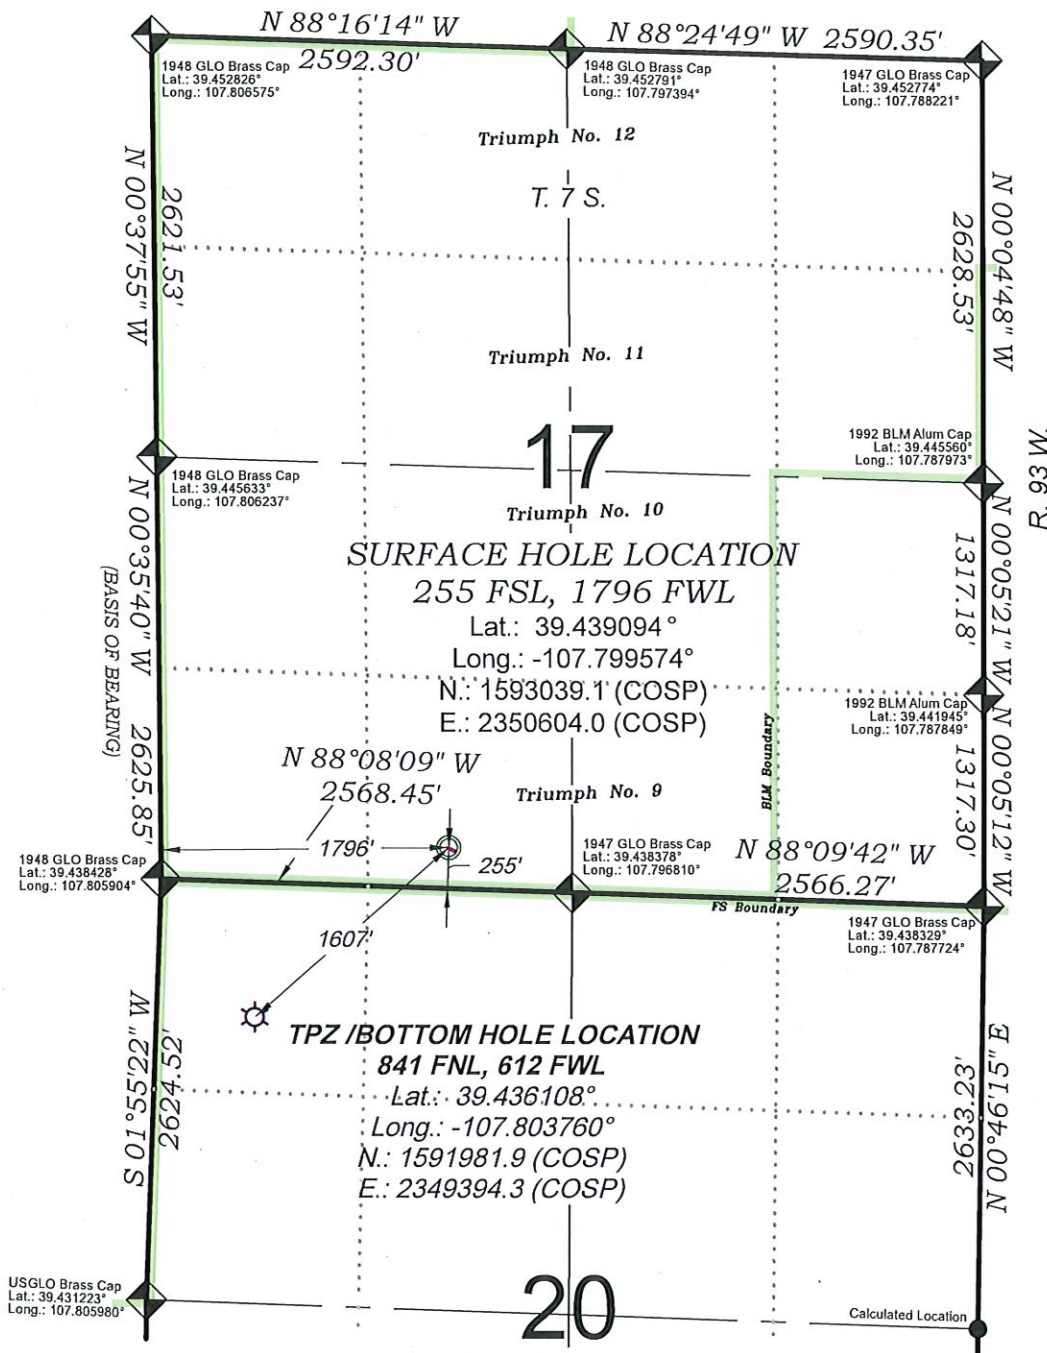 N 88°16'14" W
2592.30'
N 88°24'49" W 2590.35'
1948 GLO Brass Cap
Lat.: 39.452826°
Long.: 107.806575°
1948 GLO Brass Cap
Lat.: 39.452791°
Long.: 107.797394°
1947 GLO Brass Cap
Lat.: 39.452774°
Long.: 107.788221°
Triumph No. 12
T. 7 S.
N 00°37'55" W
2621.53'
N 00°04'48" W
2628.53'
Triumph No. 11
17
1992 BLM Alum Cap
Lat.: 39.445560°
Long.: 107.787973°
R. 93 W.
1948 GLO Brass Cap
Lat.: 39.445633°
Long.: 107.806237°
Triumph No. 10
SURFACE HOLE LOCATION
255 FSL, 1796 FWL
Lat.: 39.439094°
Long.: -107.799574°
N.: 1593039.1 (COSP)
E.: 2350604.0 (COSP)
N 00°35'40" W
2625.85'
(BASIS OF BEARING)
N 00°05'21" W
1317.18'
1992 BLM Alum Cap
Lat.: 39.441945°
Long.: 107.787849°
N 00°05'12" W
1317.30'
BLM Boundary
N 88°08'09" W
2568.45'
Triumph No. 9
1796'
255'
1947 GLO Brass Cap
Lat.: 39.438378°
Long.: 107.796810°
N 88°09'42" W
2566.27'
1948 GLO Brass Cap
Lat.: 39.438428°
Long.: 107.805904°
FS Boundary
1947 GLO Brass Cap
Lat.: 39.438329°
Long.: 107.787724°
1607'
TPZ /BOTTOM HOLE LOCATION
841 FNL, 612 FWL
Lat.: 39.436108°
Long.: -107.803760°
N.: 1591981.9 (COSP)
E.: 2349394.3 (COSP)
S 01°55'22" W
2624.52'
N 00°46'15" E
2633.23'
USGLO Brass Cap
Lat.: 39.431223°
Long.: 107.805980°
20
Calculated Location